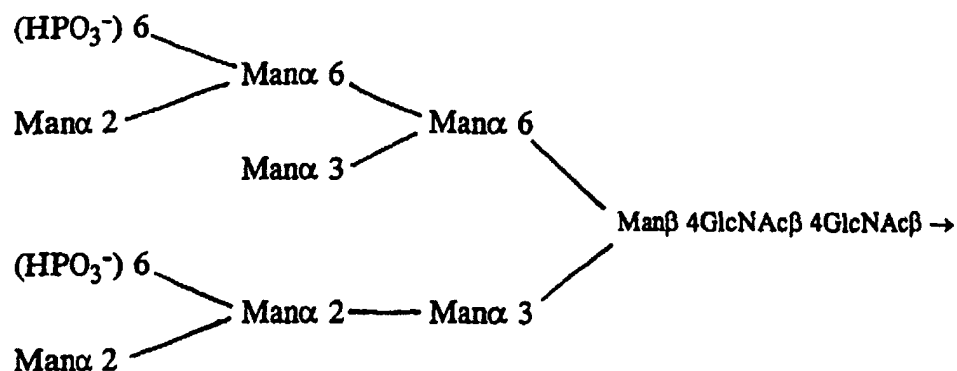 (HPO₃⁻) 6
Manα 6
Manα 2
Manα 6
Manα 3
Manβ 4GlcNAcβ 4GlcNAcβ →
(HPO₃⁻) 6
Manα 2 Manα 3
Manα 2